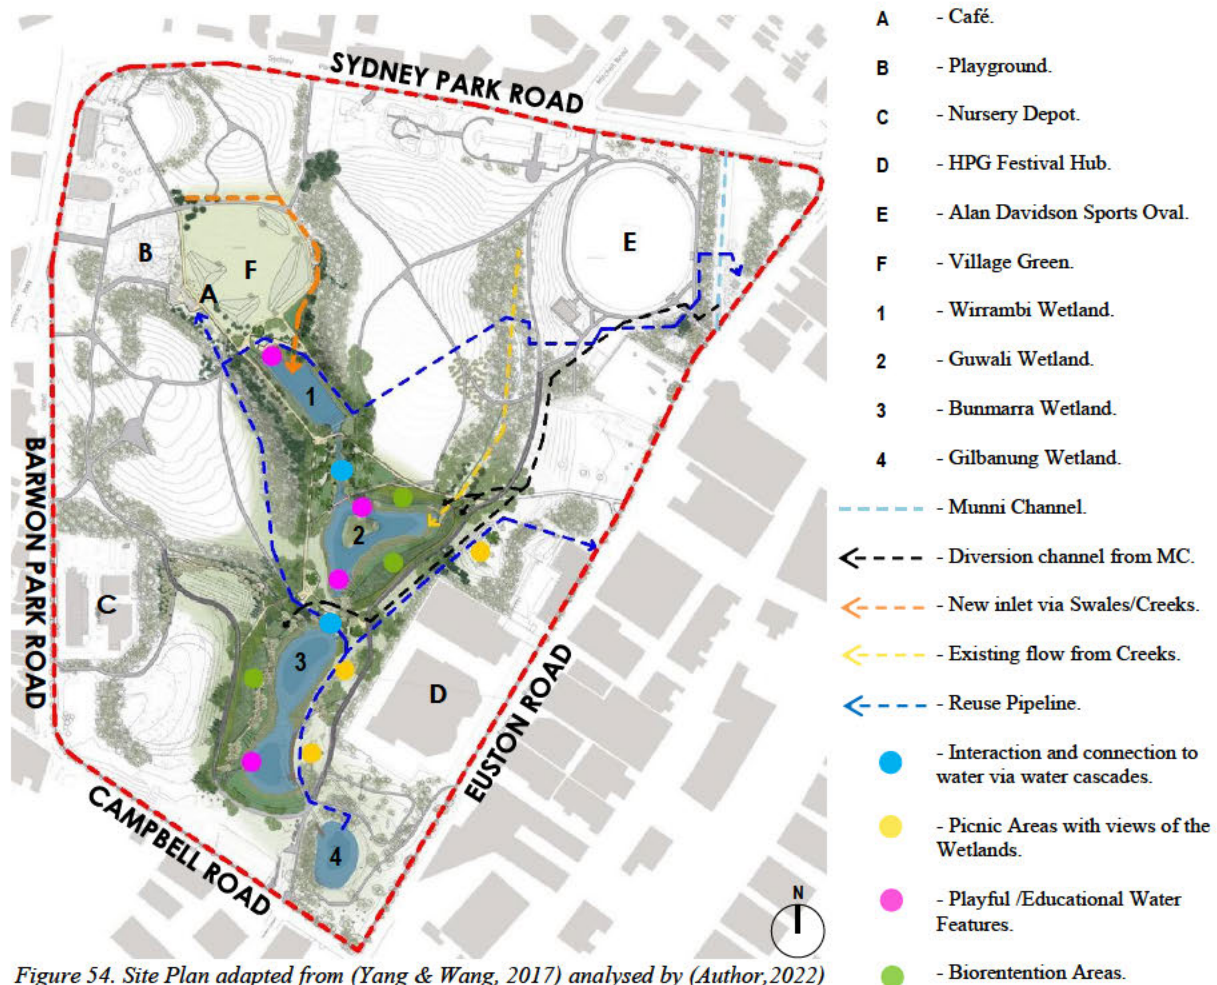 SYDNEY PARK ROAD
BARWON PARK ROAD
CAMPBELL ROAD
EUSTON ROAD
Sydney
B
A
F
E
1
2
C
3
D
4
N
A - Café.
B - Playground.
C - Nursery Depot.
D - HPG Festival Hub.
E - Alan Davidson Sports Oval.
F - Village Green.
1 - Wirrambi Wetland.
2 - Guwali Wetland.
3 - Bunmarra Wetland.
4 - Gilbanung Wetland.
- Munni Channel.
- Diversion channel from MC.
- New inlet via Swales/Creeks.
- Existing flow from Creeks.
- Reuse Pipeline.
- Interaction and connection to
water via water cascades.
- Picnic Areas with views of the
Wetlands.
- Playful /Educational Water
Features.
- Biorentention Areas.
Figure 54. Site Plan adapted from (Yang & Wang, 2017) analysed by (Author,2022)